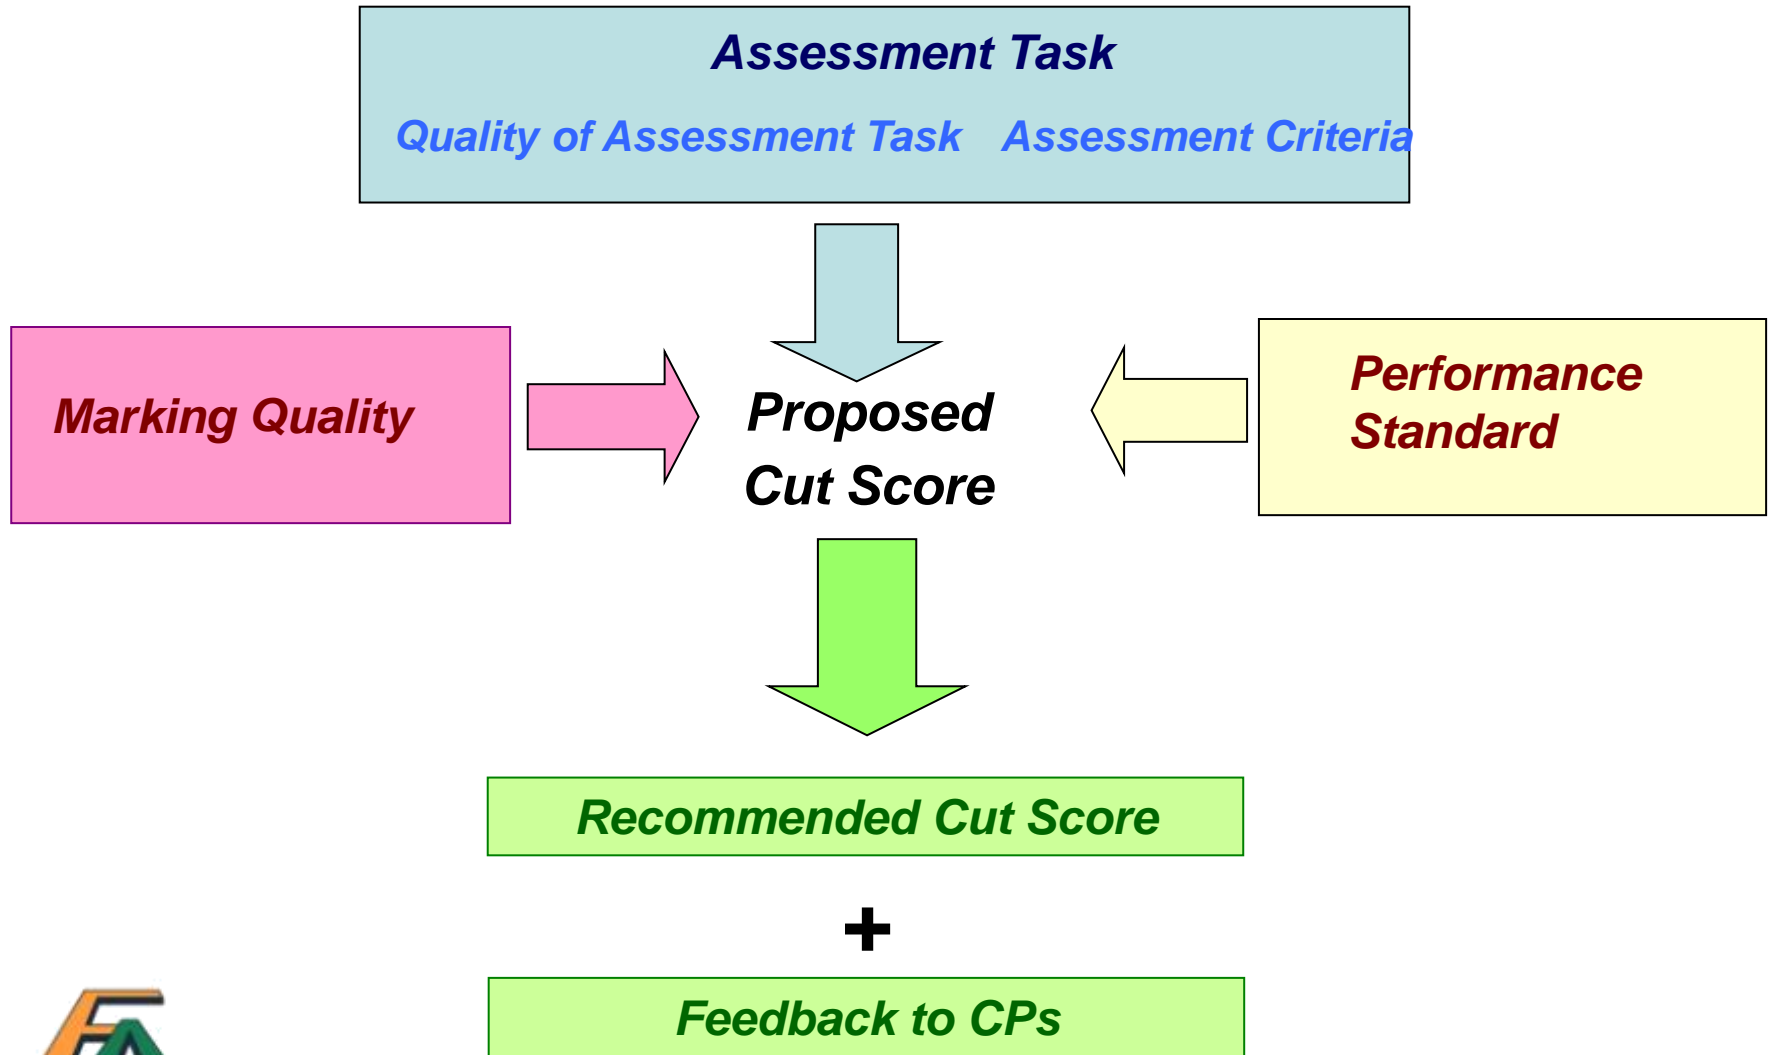 Assessment Task
Quality of Assessment Task Assessment Criteria
Marking Quality
Proposed
Cut Score
Performance
Standard
Recommended Cut Score
+
Feedback to CPs